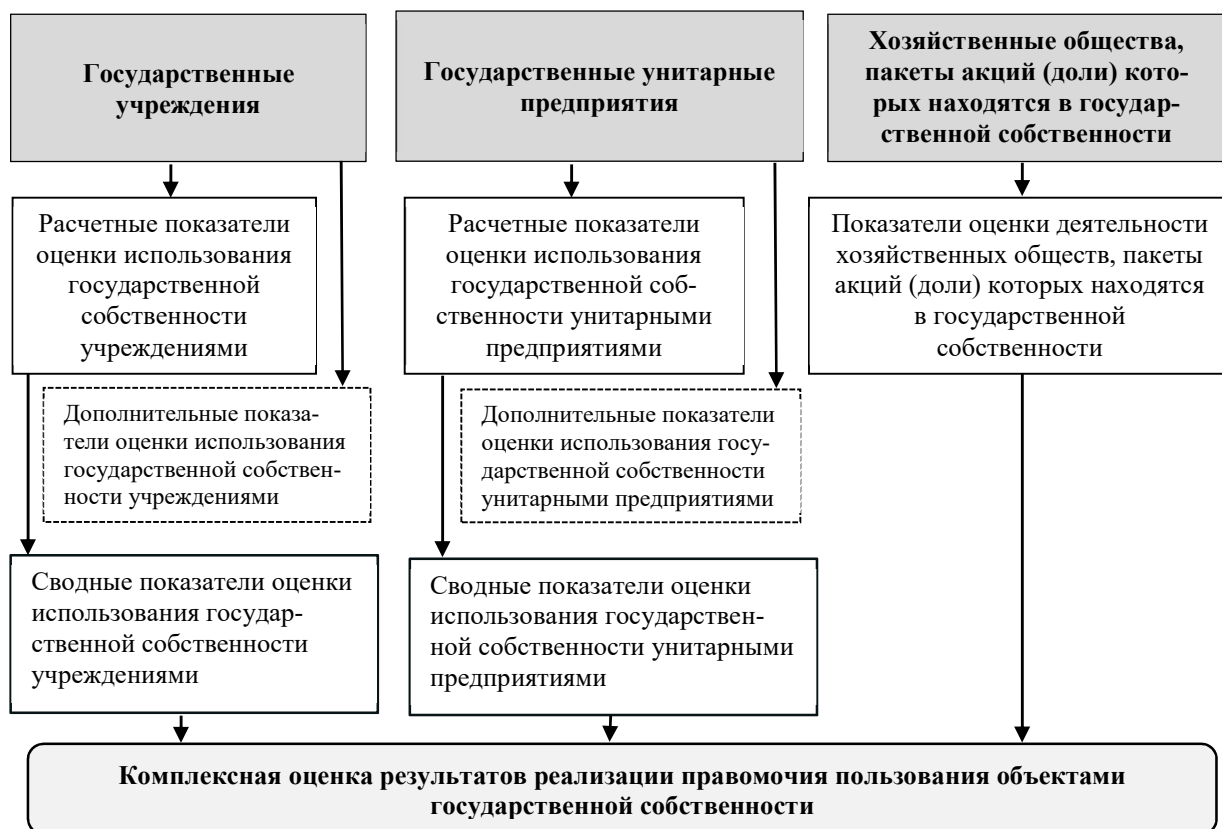 Государственные
учреждения
Государственные унитарные
предприятия
Хозяйственные общества,
пакеты акций (доли) кото-
рых находятся в государ-
ственной собственности
Расчетные показатели
оценки использования
государственной
собственности
учреждениями
Расчетные показатели
оценки использования
государственной соб-
ственности унитарными
предприятиями
Показатели оценки деятельности
хозяйственных обществ, пакеты
акций (доли) которых находятся
в государственной
собственности
Дополнительные показа-
тели оценки использования
государственной собствен-
ности учреждениями
Дополнительные показатели
оценки использования госу-
дарственной собственности
унитарными предприятиями
Сводные показатели оценки
использования государ-
ственной собственности
учреждениями
Сводные показатели оценки
использования государствен-
ной собственности унитарными
предприятиями
Комплексная оценка результатов реализации правомочия пользования объектами
государственной собственности